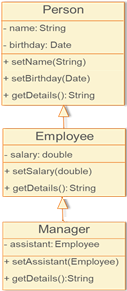 Person
- name: String
- birthday: Date
+ setName(String)
+ setBirthday(Date)
+ getDetails(): String
Employee
- salary: double
+ setSalary(double)
+ getDetails(): String
Manager
- assistant: Employee
+ setAssistant(Employee)
+ getDetails():String